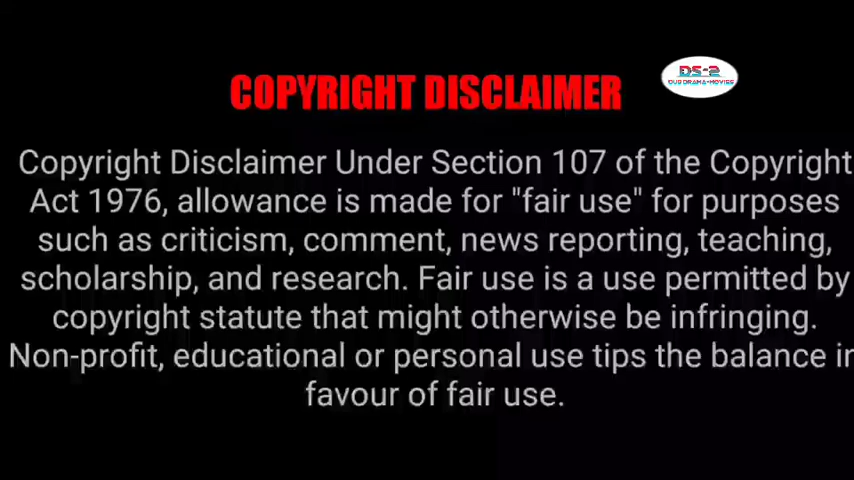 DS-2
OUR DRAMA+MOVIES
COPYRIGHT DISCLAIMER
Copyright Disclaimer Under Section 107 of the Copyright
Act 1976, allowance is made for "fair use" for purposes
such as criticism, comment, news reporting, teaching,
scholarship, and research. Fair use is a use permitted by
copyright statute that might otherwise be infringing.
Non-profit, educational or personal use tips the balance in
favour of fair use.